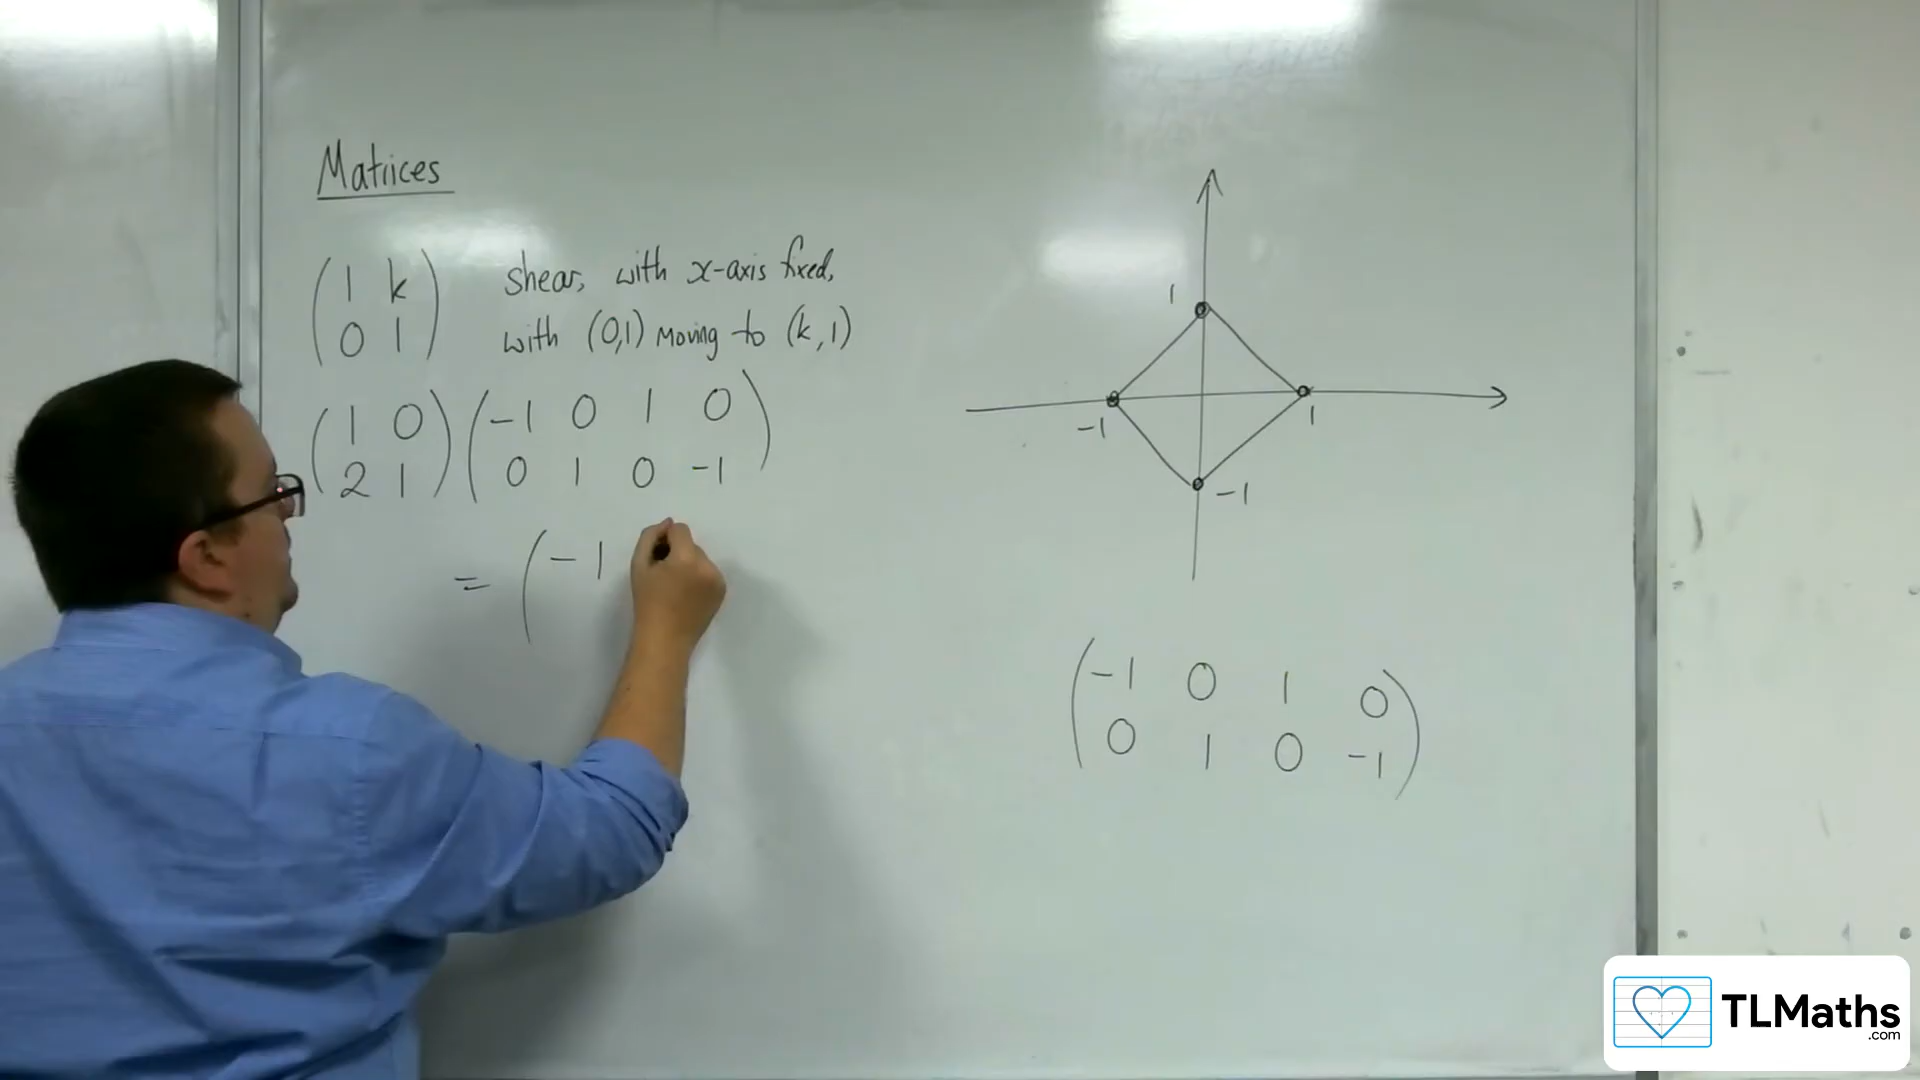 Matrices
( 1 k
0 1 )
shear, with x-axis fixed,
with (0,1) moving to (k,1)
( 1 0
2 1 ) ( -1 0 1 0
0 1 0 -1 )
= ( -1
1
-1
1
-1
( -1 0 1 0
0 1 0 -1 )
TLMaths
.com